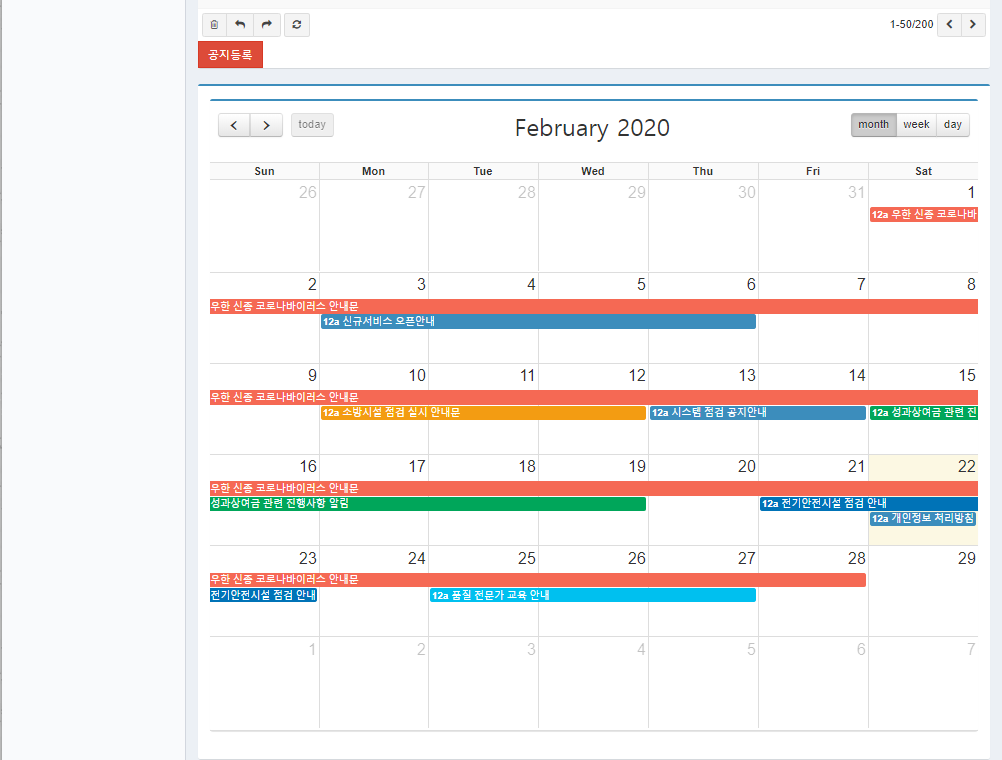 1-50/200
공지등록
today
February 2020
month week day
Sun Mon Tue Wed Thu Fri Sat
26 27 28 29 30 31 1
12a 우한 신종 코로나바
2 3 4 5 6 7 8
우한 신종 코로나바이러스 안내문
12a 신규서비스 오픈안내
9 10 11 12 13 14 15
우한 신종 코로나바이러스 안내문
12a 소방시설 점검 실시 안내문 12a 시스템 점검 공지안내 12a 성과상여금 관련 진
16 17 18 19 20 21 22
우한 신종 코로나바이러스 안내문
성과상여금 관련 진행사항 알림 12a 전기안전시설 점검 안내
12a 개인정보 처리방침
23 24 25 26 27 28 29
우한 신종 코로나바이러스 안내문
전기안전시설 점검 안내 12a 품질 전문가 교육 안내
1 2 3 4 5 6 7